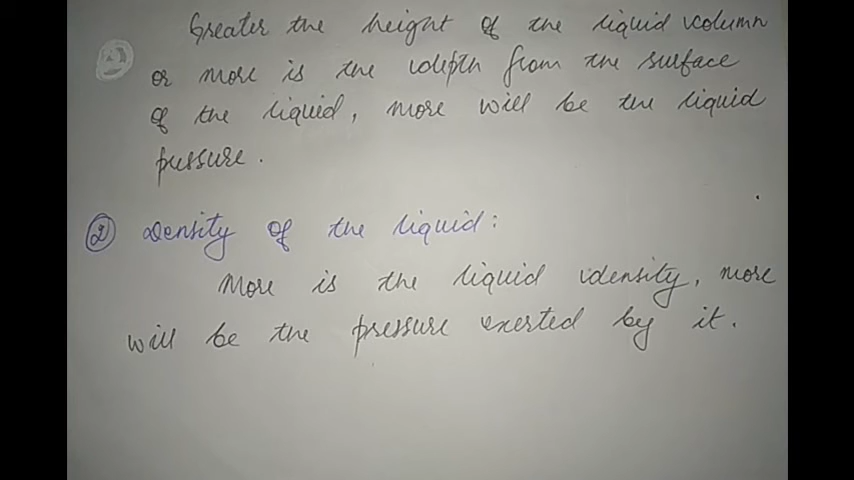 Greater the height of the liquid column
or more is the depth from the surface
of the liquid, more will be the liquid
pussure.
② Density of the liquid:
More is the liquid density, more
will be the pressure exerted by it.